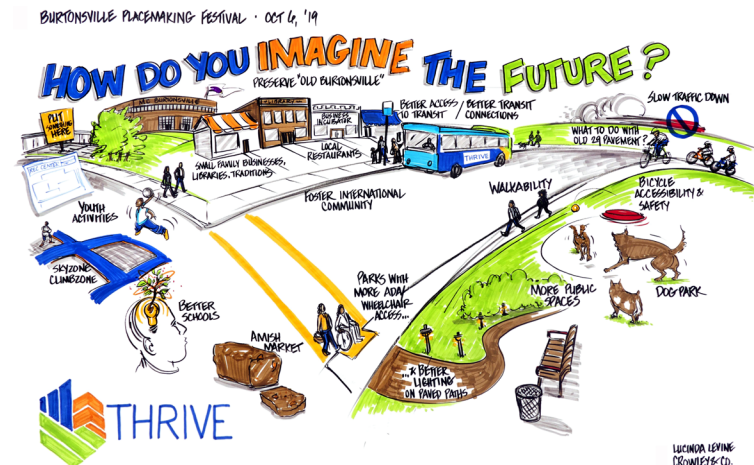 BURTONSVILLE PLACEMAKING FESTIVAL · OCT 6, '19
HOW DO YOU IMAGINE THE FUTURE?
PRESERVE "OLD BURTONSVILLE"
PUT
SOMETHING
HERE
BURTONSVILLE
BUSINESS
INCUBATOR
BETTER ACCESS
TO TRANSIT
/ BETTER TRANSIT
CONNECTIONS
SLOW TRAFFIC DOWN
WHAT TO DO WITH
OLD 29 PAVEMENT?
SMALL FAMILY BUSINESSES,
LIBRARIES, TRADITIONS
LOCAL
RESTAURANTS
THRIVE
FOSTER INTERNATIONAL
COMMUNITY
WALKABILITY
BICYCLE
ACCESSIBILITY &
SAFETY
YOUTH
ACTIVITIES
SKYZONE
CLIMBZONE
BETTER
SCHOOLS
PARKS WITH
MORE ADA/
WHEELCHAIR
ACCESS...
MORE PUBLIC
SPACES
DOG PARK
AMISH
MARKET
...& BETTER
LIGHTING
ON PAVED PATHS
THRIVE
LUCINDA LEVINE
CROWLEY & CO.